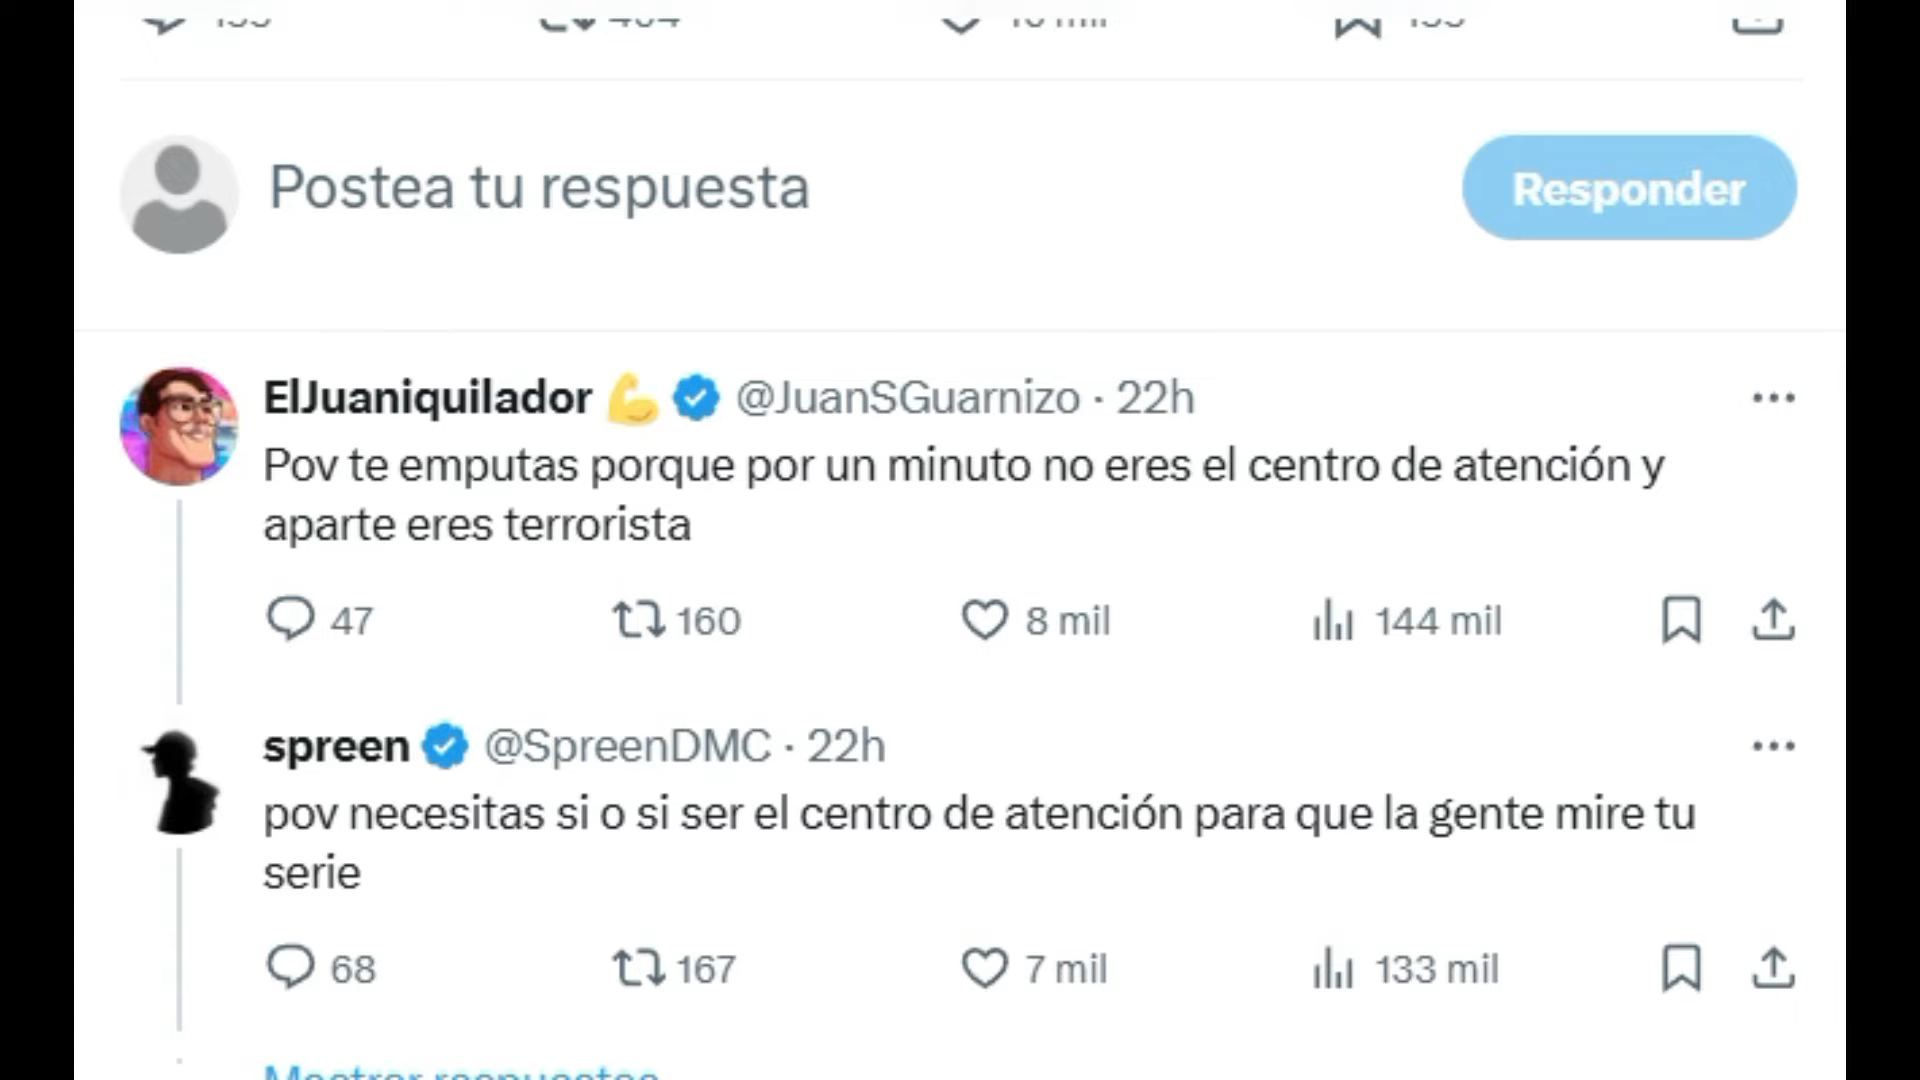 Postea tu respuesta
Responder
ElJuaniquilador 💪 @JuanSGuarnizo · 22h
Pov te emputas porque por un minuto no eres el centro de atención y
aparte eres terrorista
47 160 8 mil 144 mil
spreen @SpreenDMC · 22h
pov necesitas si o si ser el centro de atención para que la gente mire tu
serie
68 167 7 mil 133 mil
Mostrar respuestas